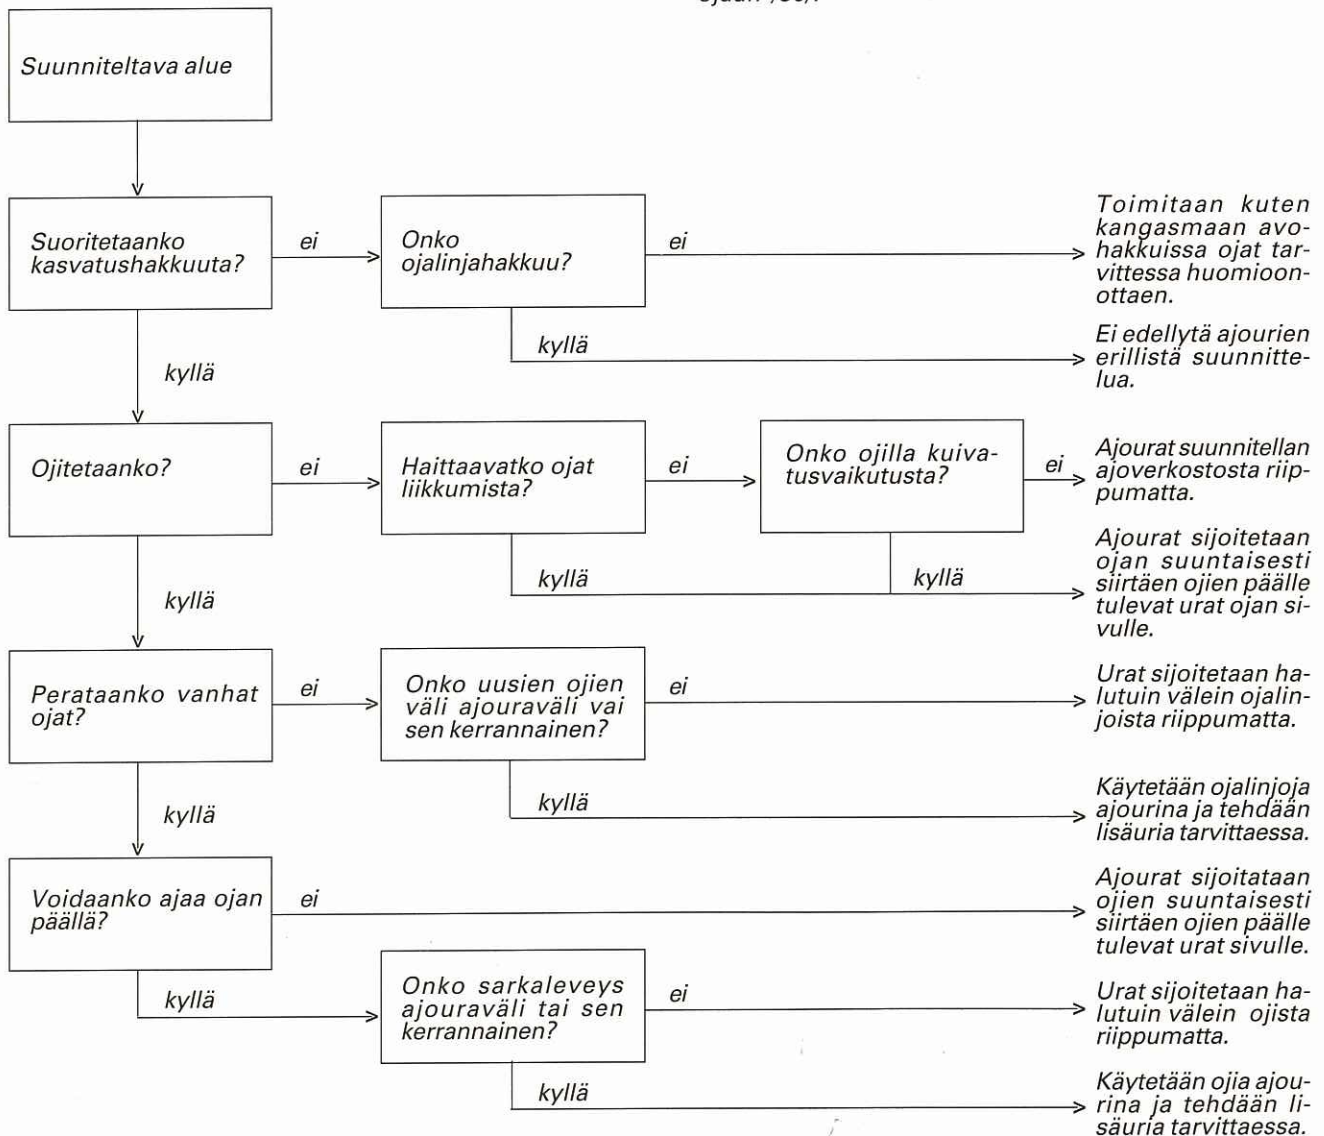 Suunniteltava alue
Suoritetaanko
kasvatushakkuuta?
ei
Onko
ojalinjahakkuu?
ei
Toimitaan kuten
kangasmaan avo-
hakkuissa ojat tar-
vittessa huomioon-
ottaen.
kyllä
Ei edellytä ajourien
erillistä suunnitte-
lua.
kyllä
Ojitetaanko?
ei
Haittaavatko ojat
liikkumista?
ei
Onko ojilla kuiva-
tusvaikutusta?
ei
Ajourat suunnitellan
ajoverkostosta riip-
pumatta.
kyllä
kyllä
Ajourat sijoitetaan
ojan suuntaisesti
siirtäen ojien päälle
tulevat urat ojan si-
vulle.
kyllä
Perataanko vanhat
ojat?
ei
Onko uusien ojien
väli ajouraväli vai
sen kerrannainen?
ei
Urat sijoitetaan ha-
lutuin välein ojalin-
joista riippumatta.
kyllä
Käytetään ojalinjoja
ajourina ja tehdään
lisäuria tarvittaessa.
kyllä
Voidaanko ajaa ojan
päällä?
ei
Ajourat sijoitataan
ojien suuntaisesti
siirtäen ojien päälle
tulevat urat sivulle.
kyllä
Onko sarkaleveys
ajouraväli tai sen
kerrannainen?
ei
Urat sijoitetaan ha-
lutuin välein ojista
riippumatta.
kyllä
Käytetään ojia ajou-
rina ja tehdään li-
säuria tarvittaessa.